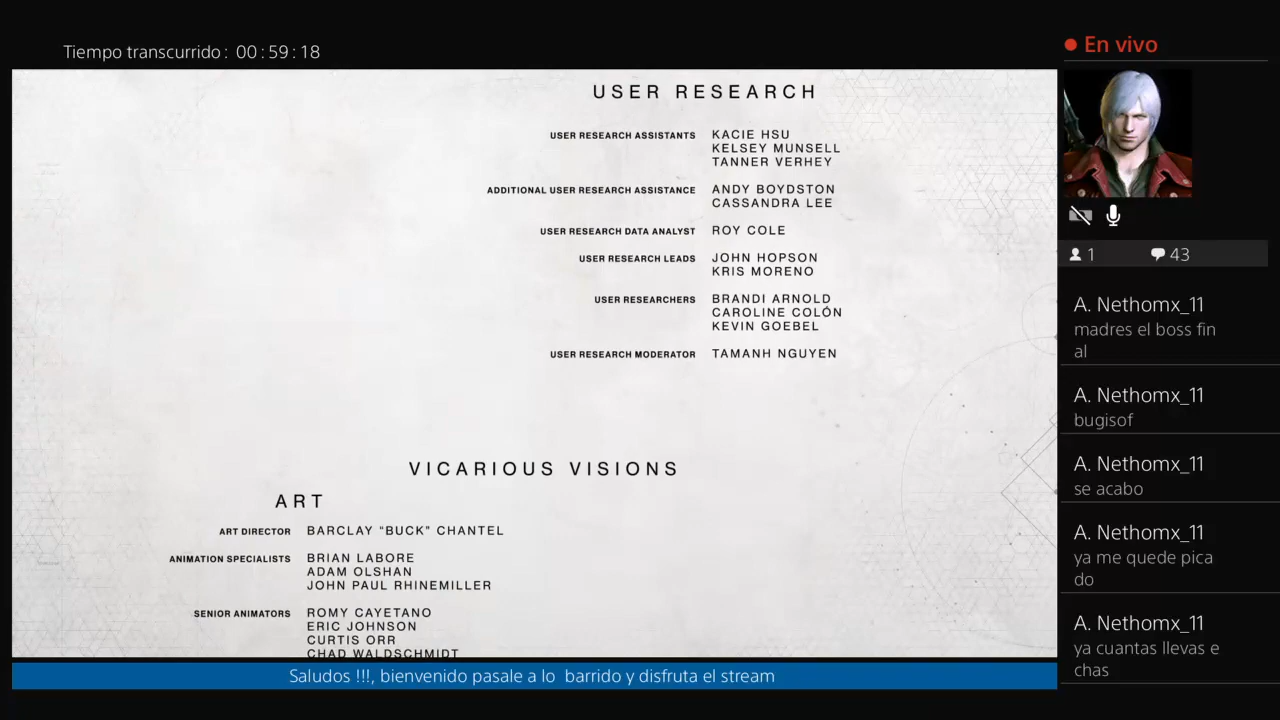 Tiempo transcurrido : 00:59:18
En vivo
USER RESEARCH
USER RESEARCH ASSISTANTS KACIE HSU
KELSEY MUNSELL
TANNER VERHEY
ADDITIONAL USER RESEARCH ASSISTANCE ANDY BOYDSTON
CASSANDRA LEE
USER RESEARCH DATA ANALYST ROY COLE
USER RESEARCH LEADS JOHN HOPSON
KRIS MORENO
USER RESEARCHERS BRANDI ARNOLD
CAROLINE COLÓN
KEVIN GOEBEL
USER RESEARCH MODERATOR TAMANH NGUYEN
VICARIOUS VISIONS
ART
ART DIRECTOR BARCLAY “BUCK” CHANTEL
ANIMATION SPECIALISTS BRIAN LABORE
ADAM OLSHAN
JOHN PAUL RHINEMILLER
SENIOR ANIMATORS ROMY CAYETANO
ERIC JOHNSON
CURTIS ORR
CHAD WALDSCHMIDT
Saludos !!!, bienvenido pasale a lo  barrido y disfruta el stream
1 43
A. Nethomx_11
madres el boss fin
al
A. Nethomx_11
bugisof
A. Nethomx_11
se acabo
A. Nethomx_11
ya me quede pica
do
A. Nethomx_11
ya cuantas llevas e
chas